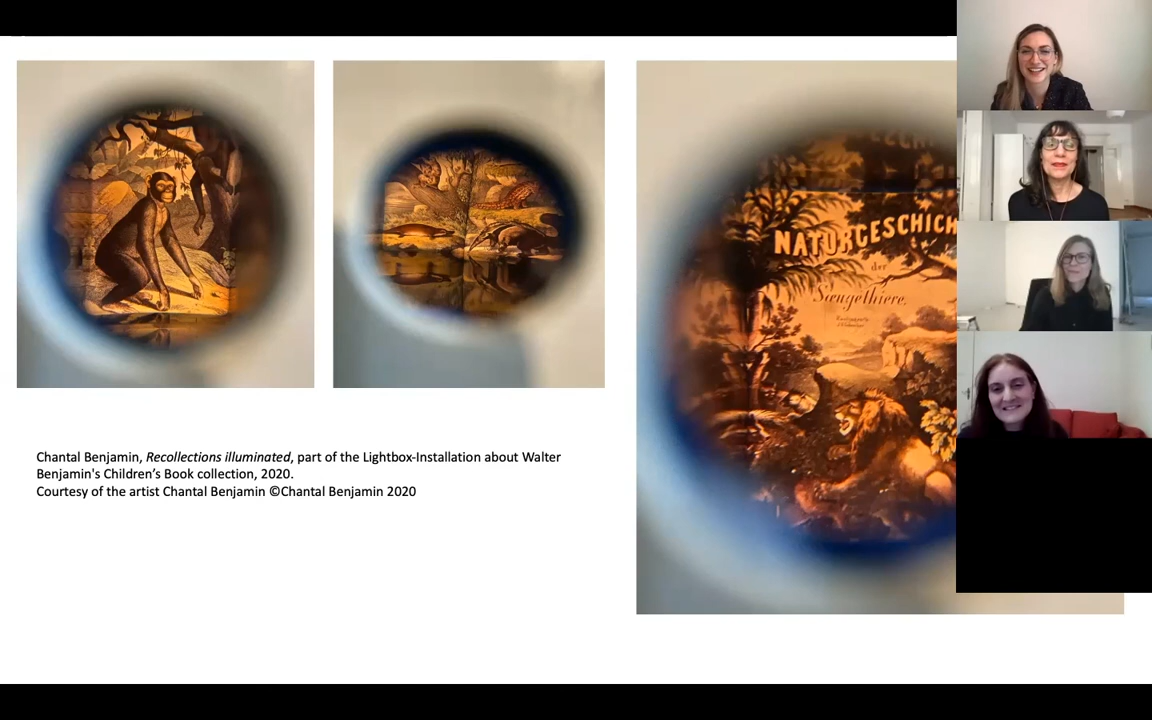 NATURGESCHICH
der
Sæugethiere.
Chantal Benjamin, Recollections illuminated, part of the Lightbox-Installation about Walter
Benjamin's Children’s Book collection, 2020.
Courtesy of the artist Chantal Benjamin ©Chantal Benjamin 2020